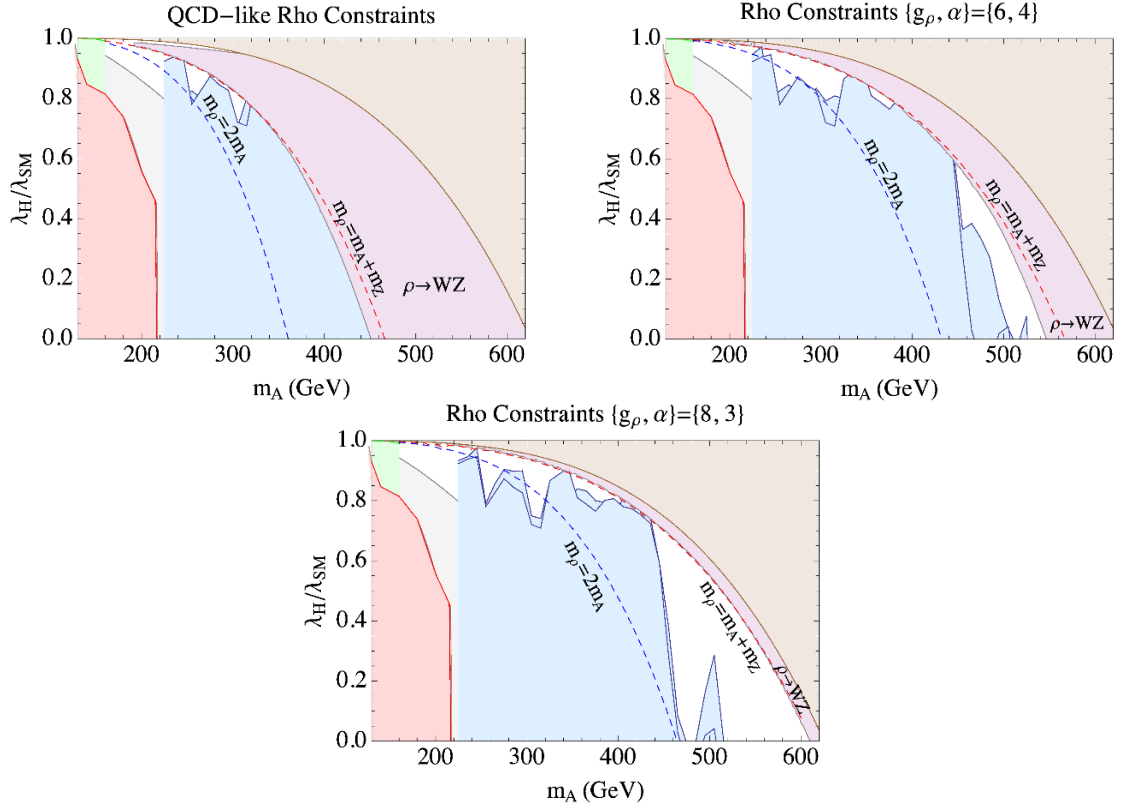 QCD−like Rho Constraints
1.0
0.8
0.6
0.4
0.2
0.0
λH/λSM
mρ=2mA
mρ=mA+mZ
ρ→WZ
200 300 400 500 600
mA (GeV)
Rho Constraints {gρ, α}={6, 4}
1.0
0.8
0.6
0.4
0.2
0.0
λH/λSM
mρ=2mA
mρ=mA+mZ
ρ→WZ
200 300 400 500 600
mA (GeV)
Rho Constraints {gρ, α}={8, 3}
1.0
0.8
0.6
0.4
0.2
0.0
λH/λSM
mρ=2mA
mρ=mA+mZ
ρ→WZ
200 300 400 500 600
mA (GeV)